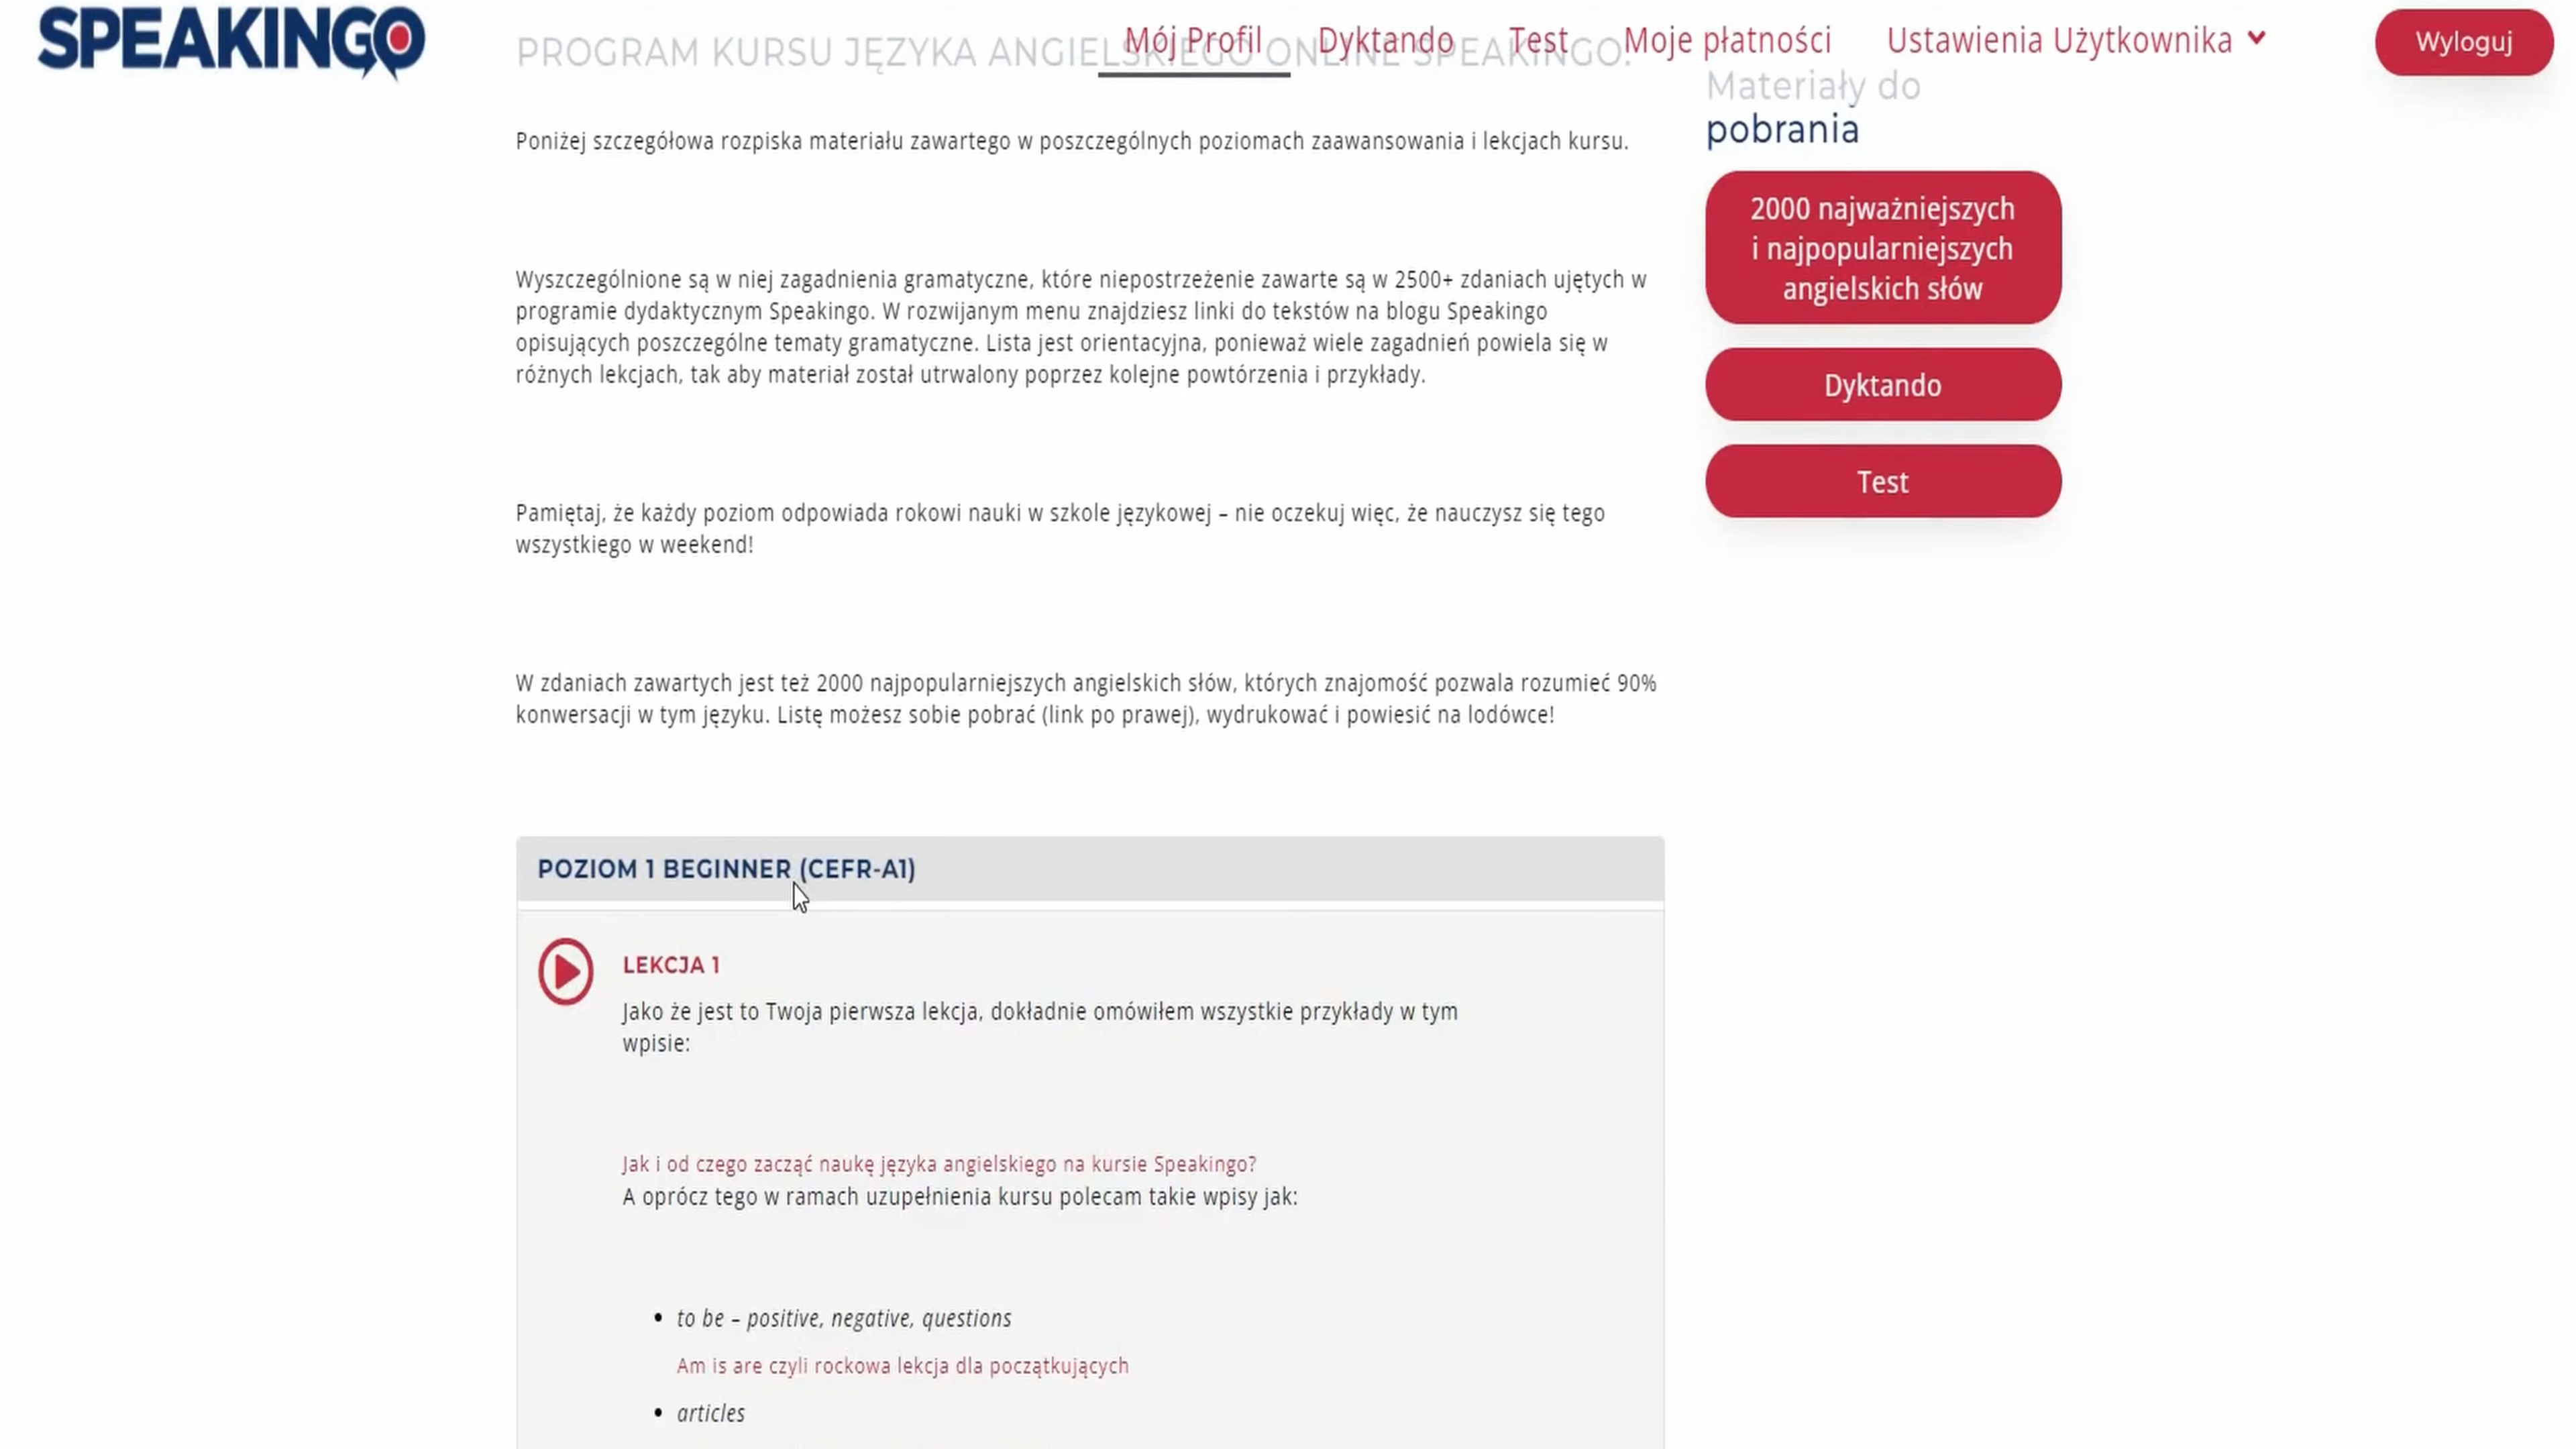 SPEAKINGO
Mój Profil
Dyktando
Test
Moje płatności
Ustawienia Użytkownika
Wyloguj
PROGRAM KURSU JĘZYKA ANGIELSKIEGO ONLINE SPEAKINGO.
Poniżej szczegółowa rozpiska materiału zawartego w poszczególnych poziomach zaawansowania i lekcjach kursu.
Wyszczególnione są w niej zagadnienia gramatyczne, które niepostrzeżenie zawarte są w 2500+ zdaniach ujętych w
programie dydaktycznym Speakingo. W rozwijanym menu znajdziesz linki do tekstów na blogu Speakingo
opisujących poszczególne tematy gramatyczne. Lista jest orientacyjna, ponieważ wiele zagadnień powiela się w
różnych lekcjach, tak aby materiał został utrwalony poprzez kolejne powtórzenia i przykłady.
Pamiętaj, że każdy poziom odpowiada rokowi nauki w szkole językowej – nie oczekuj więc, że nauczysz się tego
wszystkiego w weekend!
W zdaniach zawartych jest też 2000 najpopularniejszych angielskich słów, których znajomość pozwala rozumieć 90%
konwersacji w tym języku. Listę możesz sobie pobrać (link po prawej), wydrukować i powiesić na lodówce!
Materiały do
pobrania
2000 najważniejszych
i najpopularniejszych
angielskich słów
Dyktando
Test
POZIOM 1 BEGINNER (CEFR-A1)
LEKCJA 1
Jako że jest to Twoja pierwsza lekcja, dokładnie omówiłem wszystkie przykłady w tym
wpisie:
Jak i od czego zacząć naukę języka angielskiego na kursie Speakingo?
A oprócz tego w ramach uzupełnienia kursu polecam takie wpisy jak:
• to be – positive, negative, questions
Am is are czyli rockowa lekcja dla początkujących
• articles